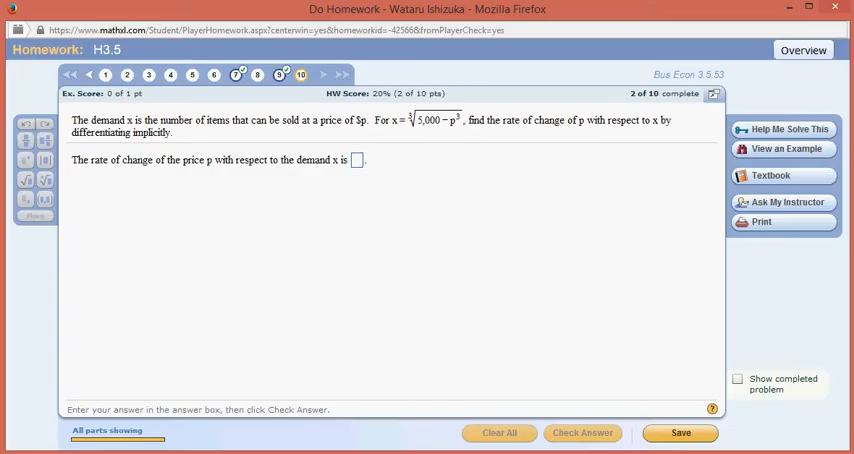 Do Homework - Wataru Ishizuka - Mozilla Firefox
https://www.mathxl.com/Student/PlayerHomework.aspx?centerwin=yes&homeworkid=-42566&fromPlayerCheck=yes
Homework: H3.5
Overview
1 2 3 4 5 6 7 8 9 10
Bus Econ 3.5.53
Ex. Score: 0 of 1 pt
HW Score: 20% (2 of 10 pts)
2 of 10 complete
The demand x is the number of items that can be sold at a price of $p. For x = ∛(5,000 − p³), find the rate of change of p with respect to x by
differentiating implicitly.
The rate of change of the price p with respect to the demand x is □.
Help Me Solve This
View an Example
Textbook
Ask My Instructor
Print
More
Show completed
problem
Enter your answer in the answer box, then click Check Answer.
?
All parts showing
Clear All
Check Answer
Save